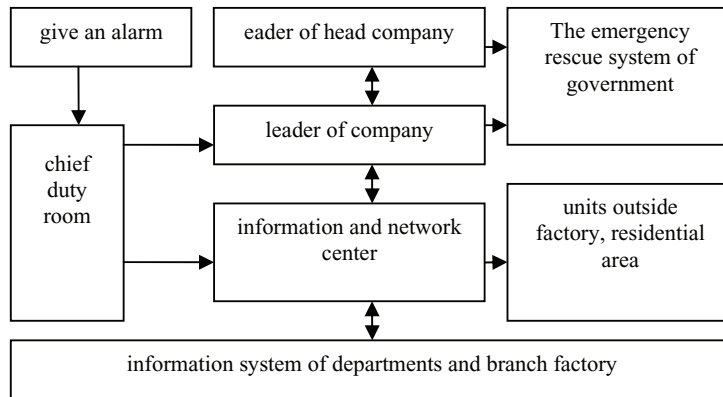 give an alarm
eader of head company
The emergency
rescue system of
government
leader of company
chief
duty
room
information and network
center
units outside
factory, residential
area
information system of departments and branch factory